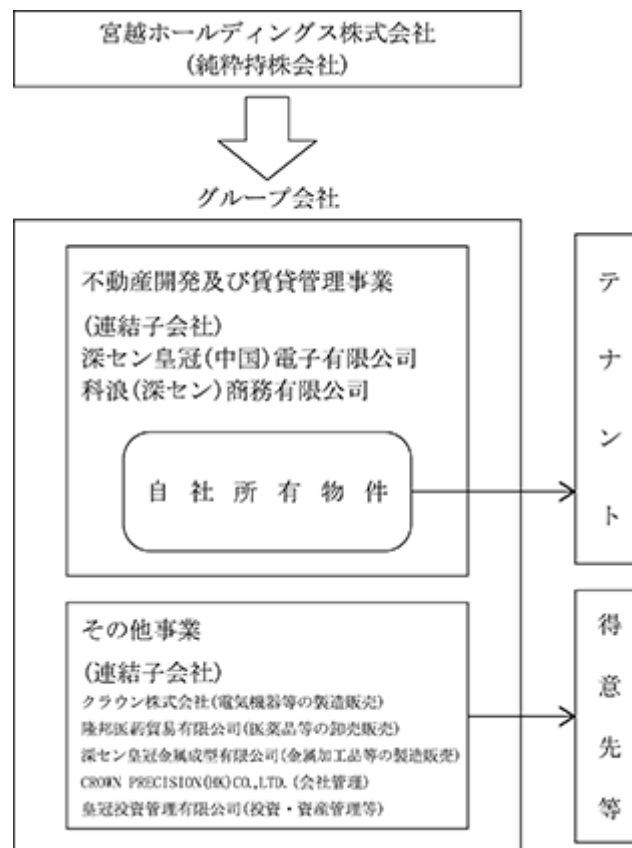 宮越ホールディングス株式会社
(純粋持株会社)
グループ会社
不動産開発及び賃貸管理事業
(連結子会社)
深セン皇冠(中国)電子有限公司
科浪(深セン)商務有限公司
自社所有物件
テナント
その他事業
(連結子会社)
クラウン株式会社(電気機器等の製造販売)
隆邦医葯貿易有限公司(医薬品等の卸売販売)
深セン皇冠金属成型有限公司(金属加工品等の製造販売)
CROWN PRECISION(HK)CO.,LTD.(会社管理)
皇冠投資管理有限公司(投資・資産管理等)
得意先等